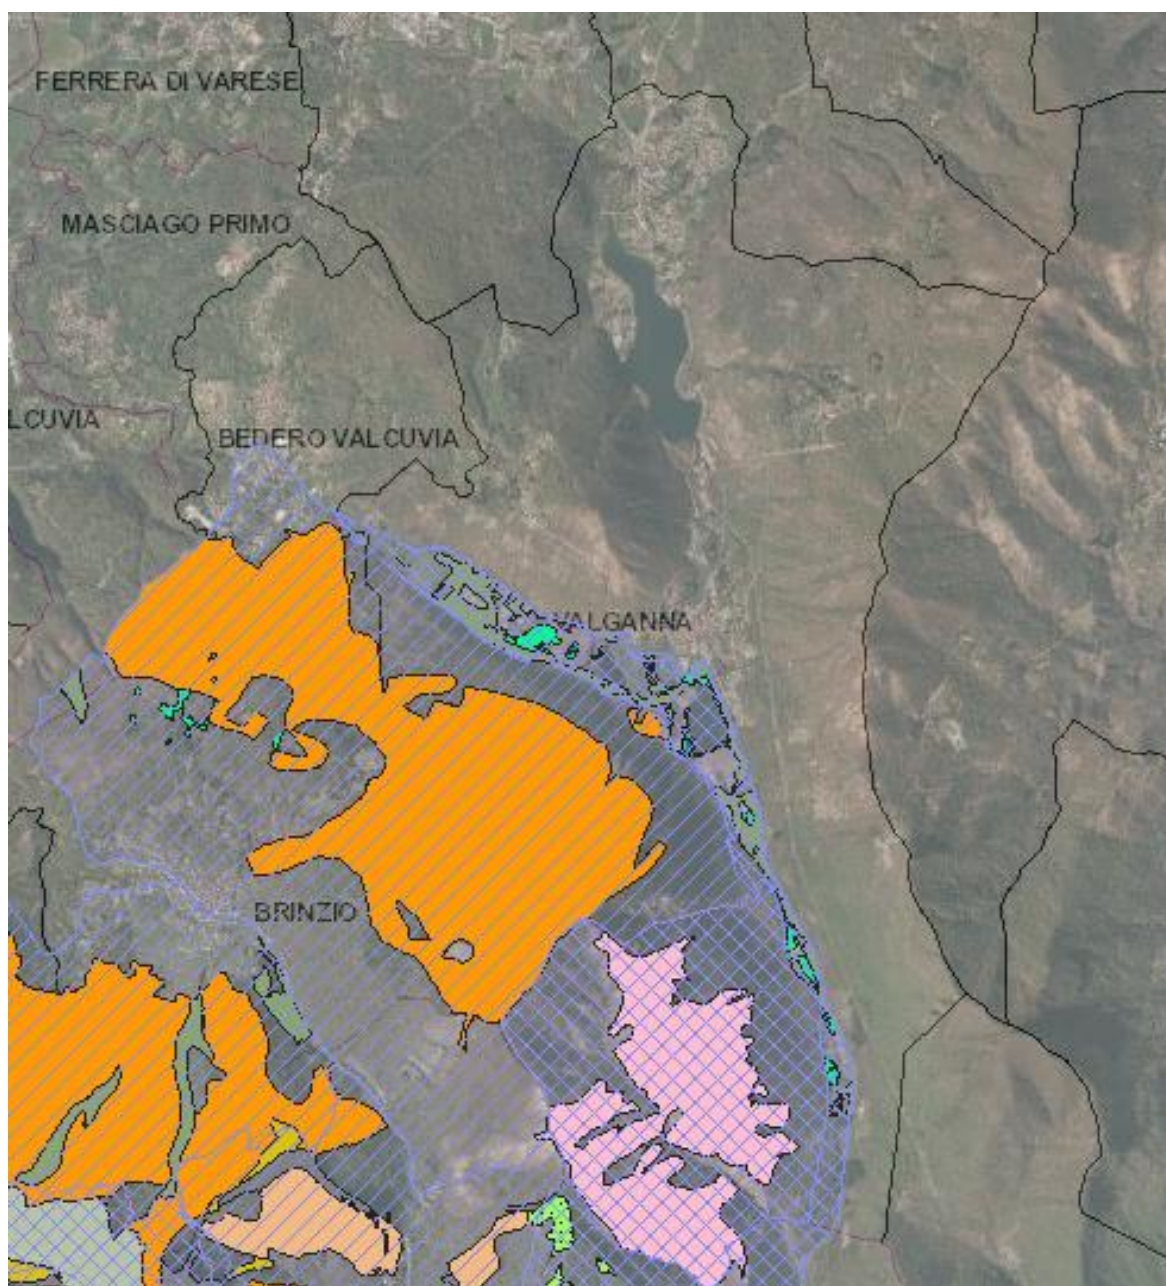 FERRERA DI VARESE
MASCIAGO PRIMO
LCUVIA
BEDERO VALCUVIA
VALGANNA
BRINZIO